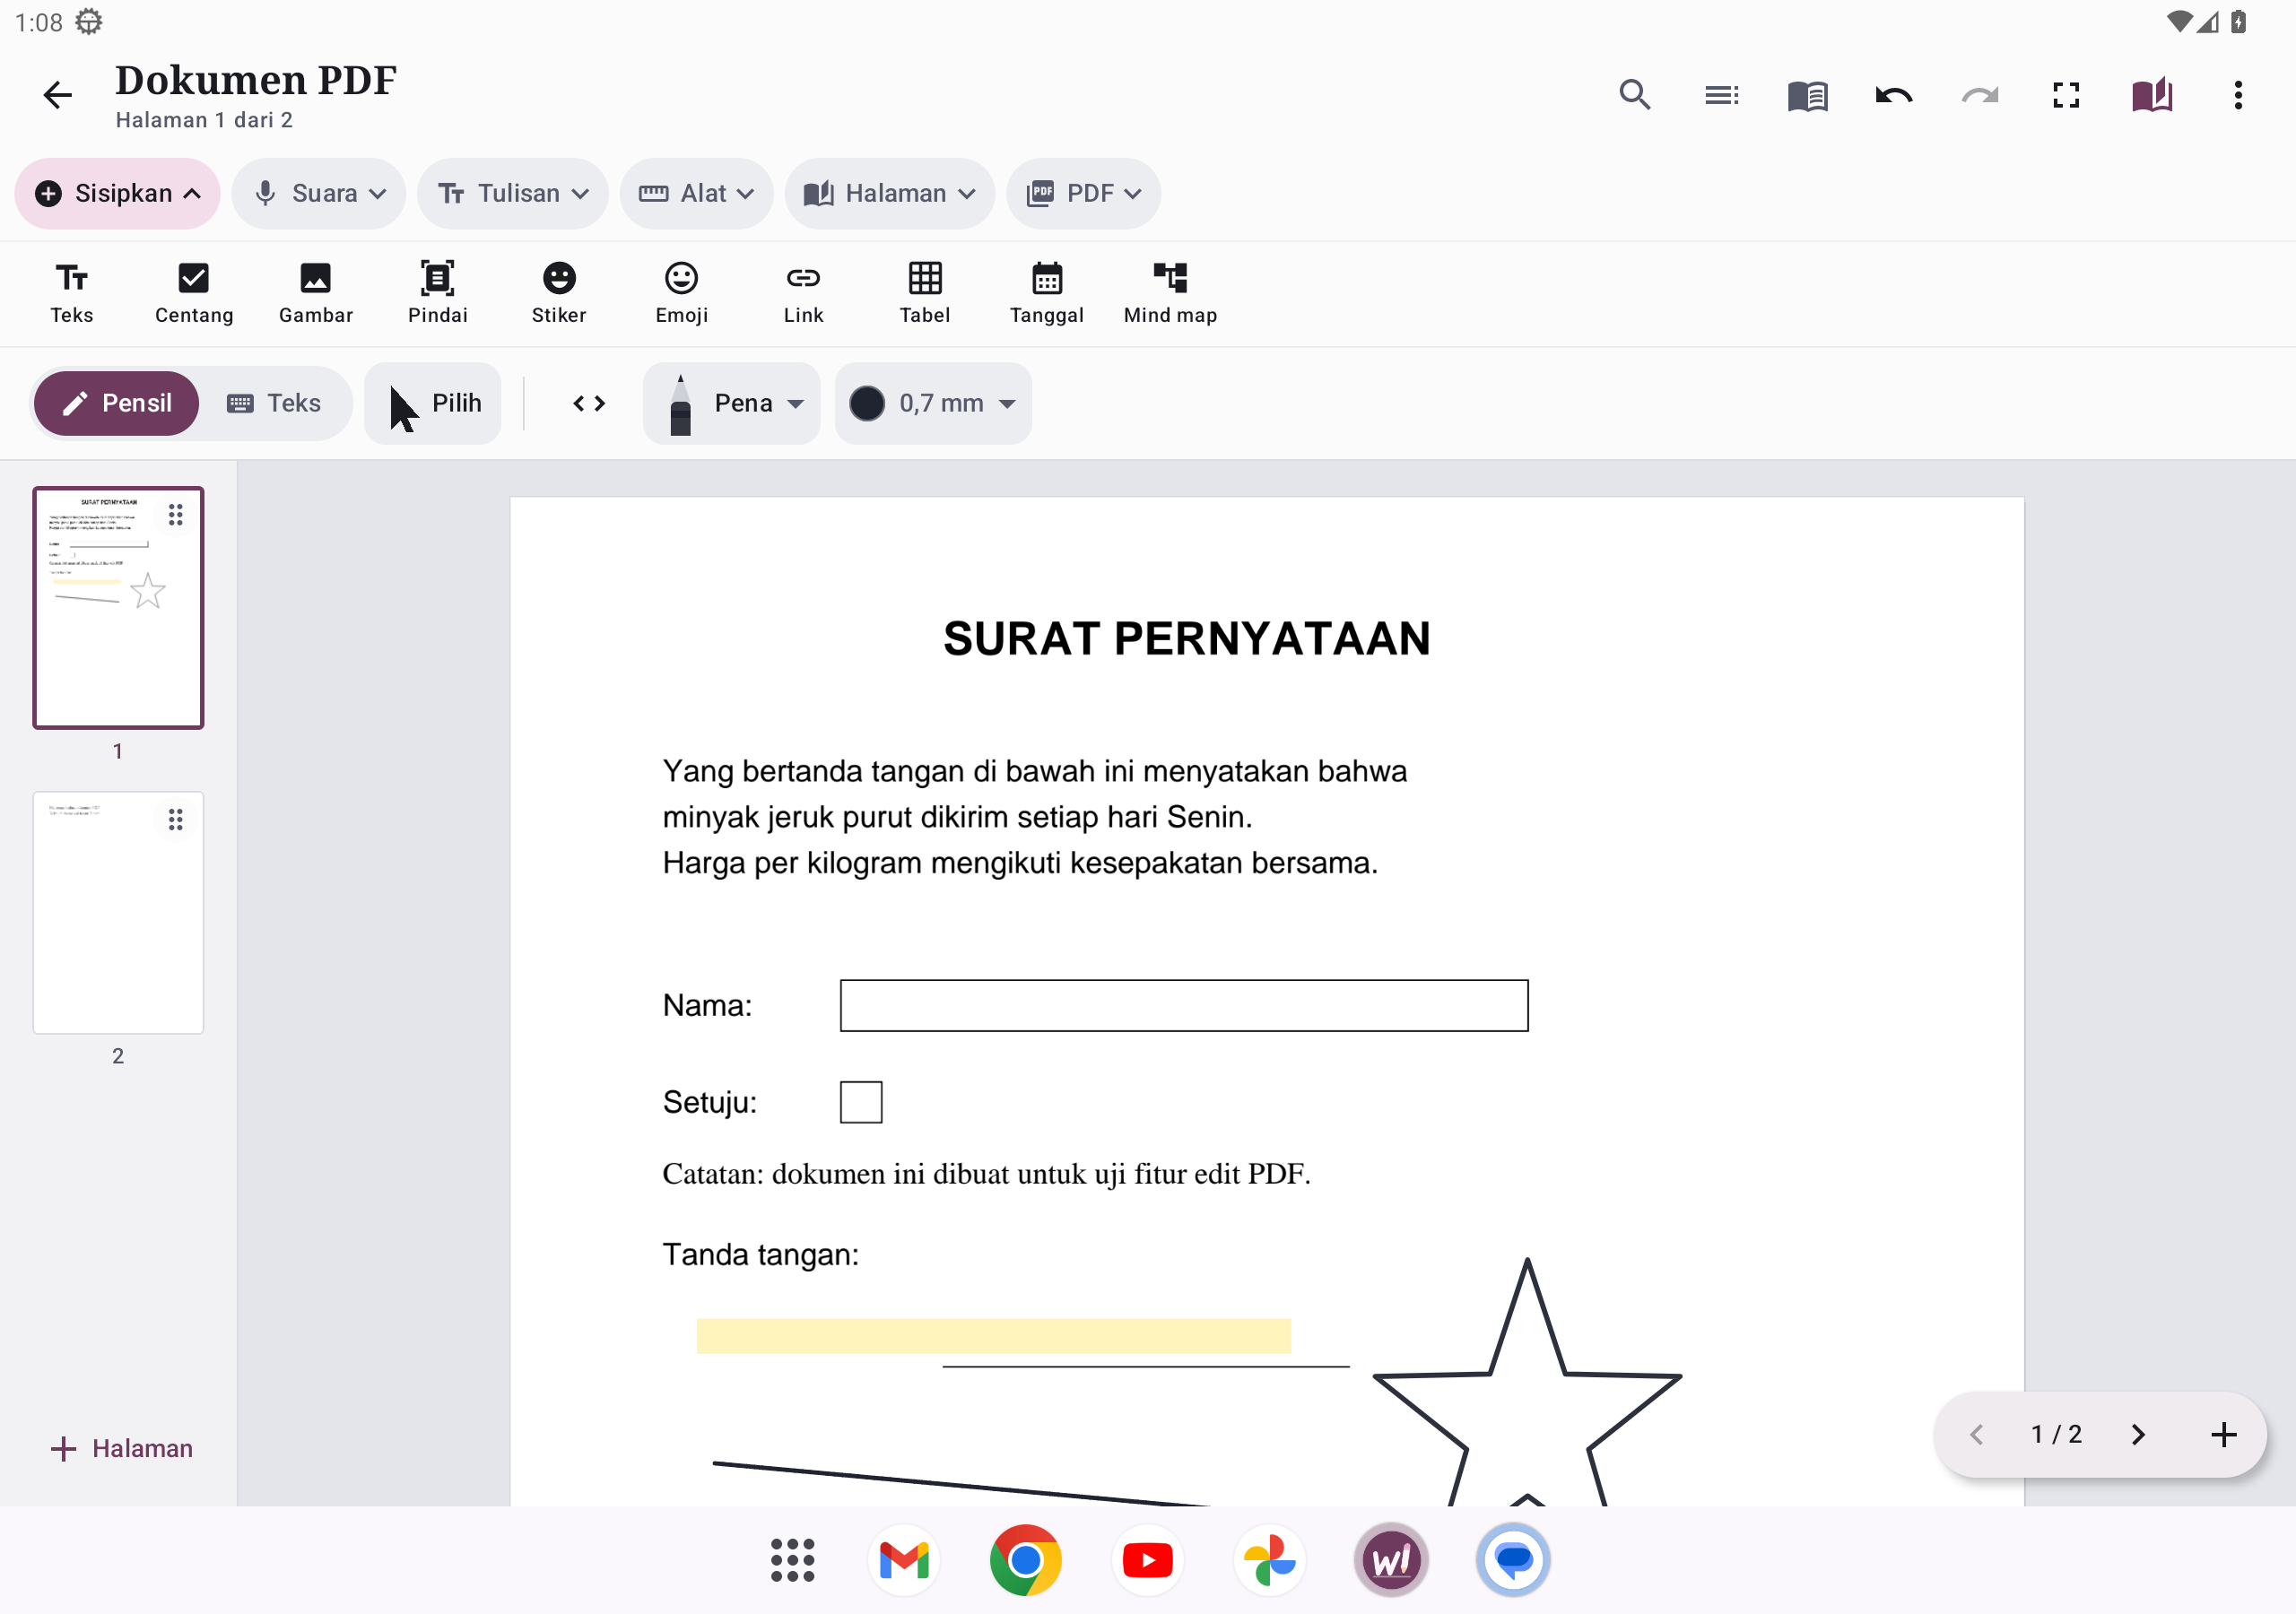 1:08
Dokumen PDF
Halaman 1 dari 2
Sisipkan Suara Tulisan Alat Halaman PDF PDF
Teks Centang Gambar Pindai Stiker Emoji Link Tabel Tanggal Mind map
Pensil Teks Pilih Pena 0,7 mm
SURAT PERNYATAAN
1
2
+ Halaman
SURAT PERNYATAAN
Yang bertanda tangan di bawah ini menyatakan bahwa
minyak jeruk purut dikirim setiap hari Senin.
Harga per kilogram mengikuti kesepakatan bersama.
Nama:
Setuju:
Catatan: dokumen ini dibuat untuk uji fitur edit PDF.
Tanda tangan:
1 / 2